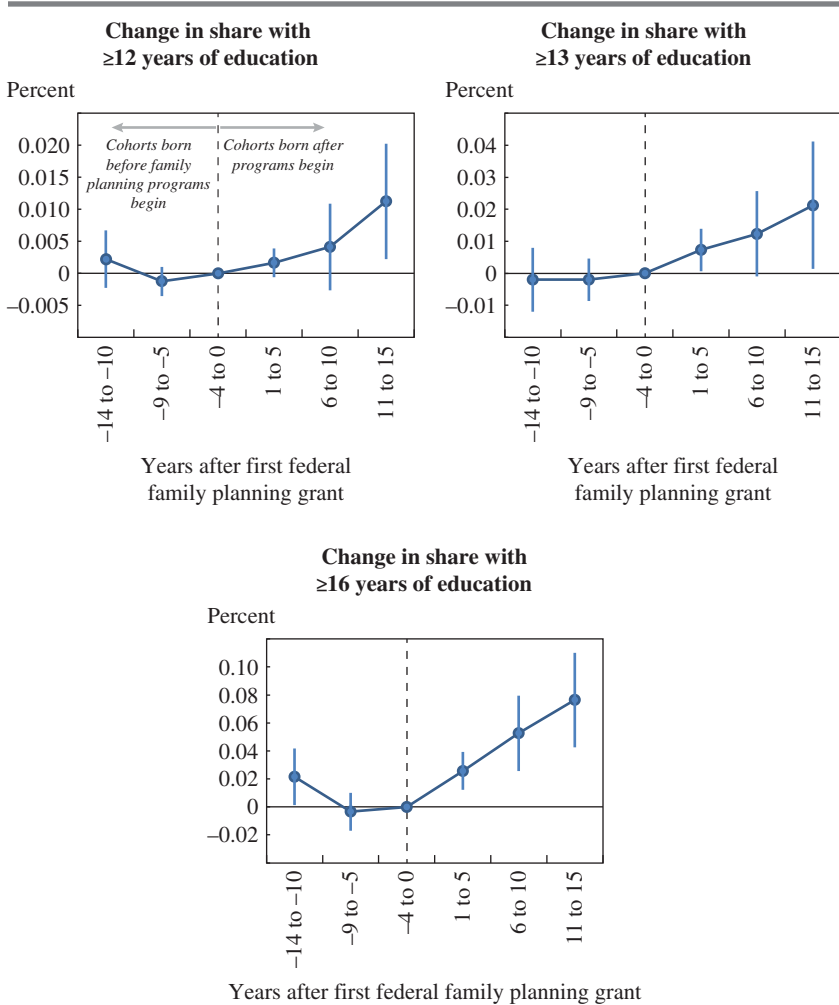 Change in share with
≥12 years of education
Percent
0.020
0.015
0.010
0.005
0
–0.005
Cohorts born
before family
planning programs
begin
Cohorts born after
programs begin
–14 to –10
–9 to –5
–4 to 0
1 to 5
6 to 10
11 to 15
Years after first federal
family planning grant
Change in share with
≥13 years of education
Percent
0.04
0.03
0.02
0.01
0
–0.01
–14 to –10
–9 to –5
–4 to 0
1 to 5
6 to 10
11 to 15
Years after first federal
family planning grant
Change in share with
≥16 years of education
Percent
0.10
0.08
0.06
0.04
0.02
0
–0.02
–14 to –10
–9 to –5
–4 to 0
1 to 5
6 to 10
11 to 15
Years after first federal family planning grant